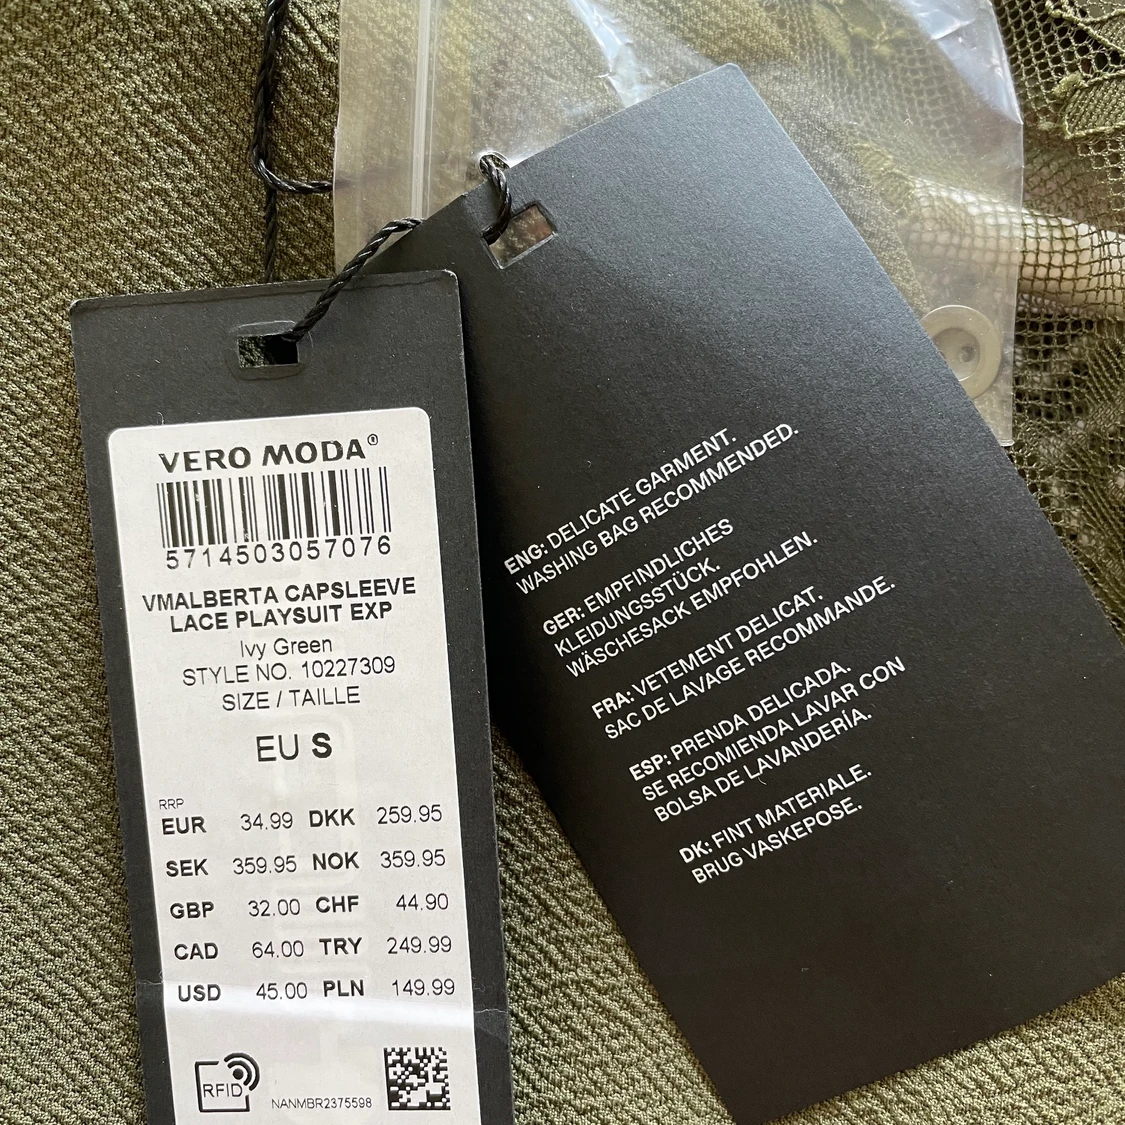 VERO MODA®
5714503057076
VMALBERTA CAPSLEEVE
LACE PLAYSUIT EXP
Ivy Green
STYLE NO. 10227309
SIZE / TAILLE
EU S
RRP
EUR 34.99 DKK 259.95
SEK 359.95 NOK 359.95
GBP 32.00 CHF 44.90
CAD 64.00 TRY 249.99
USD 45.00 PLN 149.99
RFID
NANMBR2375598
ENG: DELICATE GARMENT.
WASHING BAG RECOMMENDED.
GER: EMPFINDLICHES
KLEIDUNGSSTÜCK.
WÄSCHESACK EMPFOHLEN.
FRA: VETEMENT DELICAT.
SAC DE LAVAGE RECOMMANDE.
ESP: PRENDA DELICADA.
SE RECOMIENDA LAVAR CON
BOLSA DE LAVANDERÍA.
DK: FINT MATERIALE.
BRUG VASKEPOSE.